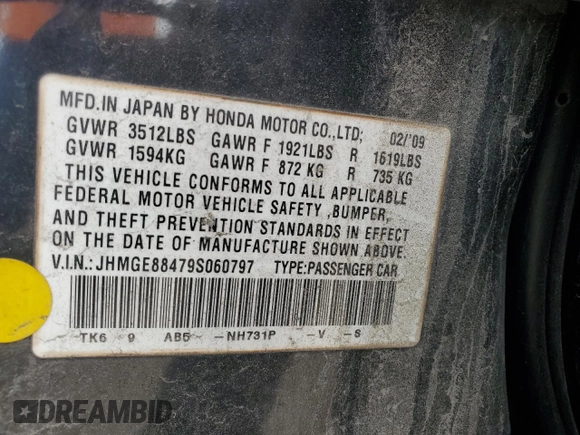 MFD.IN JAPAN BY HONDA MOTOR CO.,LTD; 02/'09
GVWR 3512LBS GAWR F 1921LBS R 1619LBS
GVWR 1594KG GAWR F 872 KG R 735 KG
THIS VEHICLE CONFORMS TO ALL APPLICABLE
FEDERAL MOTOR VEHICLE SAFETY ,BUMPER,
AND THEFT PREVENTION STANDARDS IN EFFECT
ON THE DATE OF MANUFACTURE SHOWN ABOVE.
V.I.N.:JHMGE88479S060797 TYPE:PASSENGER CAR
TK6 9 AB5 -NH731P -V -S
DREAMBID